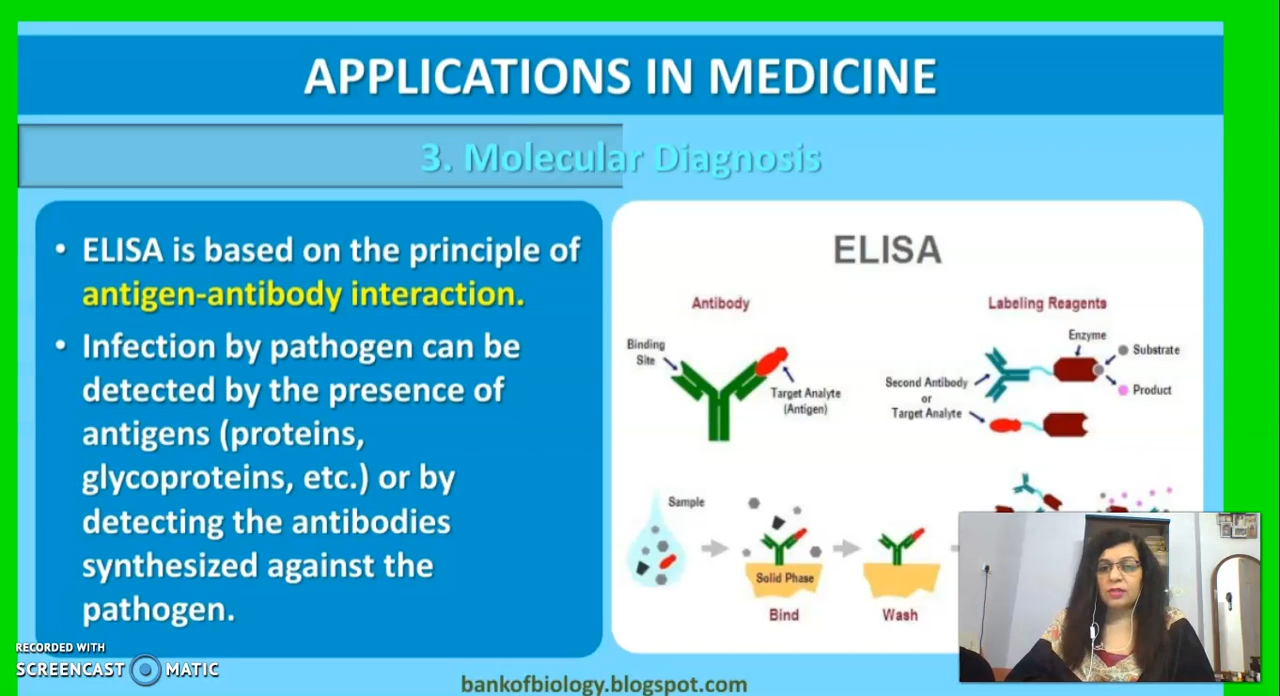 APPLICATIONS IN MEDICINE
3. Molecular Diagnosis
• ELISA is based on the principle of
antigen-antibody interaction.
• Infection by pathogen can be
detected by the presence of
antigens (proteins,
glycoproteins, etc.) or by
detecting the antibodies
synthesized against the
pathogen.
ELISA
Antibody
Binding
Site
Target Analyte
(Antigen)
Labeling Reagents
Enzyme
Substrate
Product
Second Antibody
or
Target Analyte
Sample
Solid Phase
Bind
Wash
RECORDED WITH
SCREENCAST MATIC
bankofbiology.blogspot.com